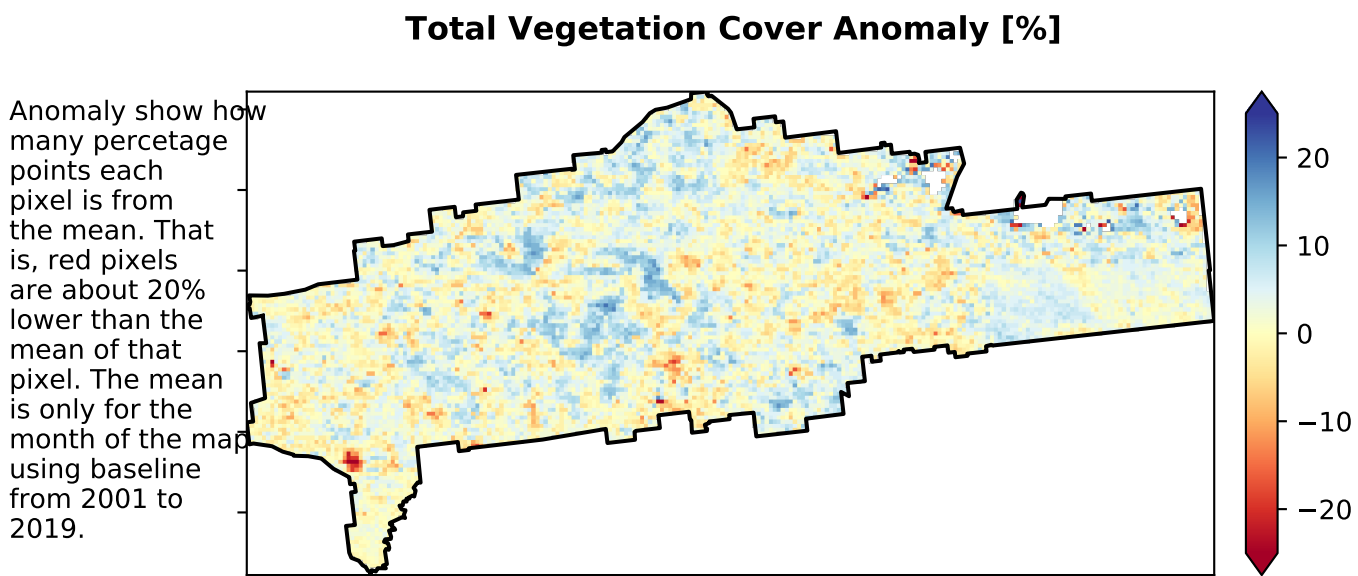 Total Vegetation Cover Anomaly [%]
Anomaly show how
many percetage
points each
pixel is from
the mean. That
is, red pixels
are about 20%
lower than the
mean of that
pixel. The mean
is only for the
month of the map
using baseline
from 2001 to
2019.
20
10
0
−10
−20